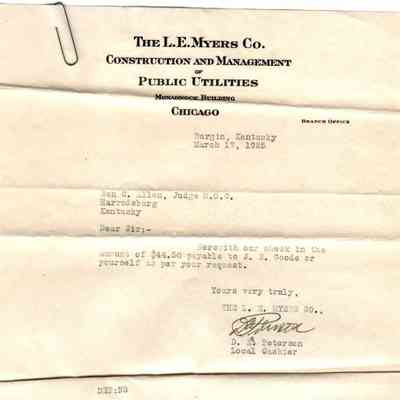 THE L.E. MYERS CO.
CONSTRUCTION AND MANAGEMENT
OF
PUBLIC UTILITIES
MONADNOCK BUILDING
CHICAGO
BRANCH OFFICE
Burgin, Kentucky
March 17, 1925
Ben C. Allen, Judge M.C.C.
Harrodsburg
Kentucky
Dear Sir:-
Herewith our check in the
amount of $44.50 payable to J. E. Goode or
yourself as per your request.
Yours very truly,
THE L. E. MYERS CO.,
D. E. Peterson
Local Cashier